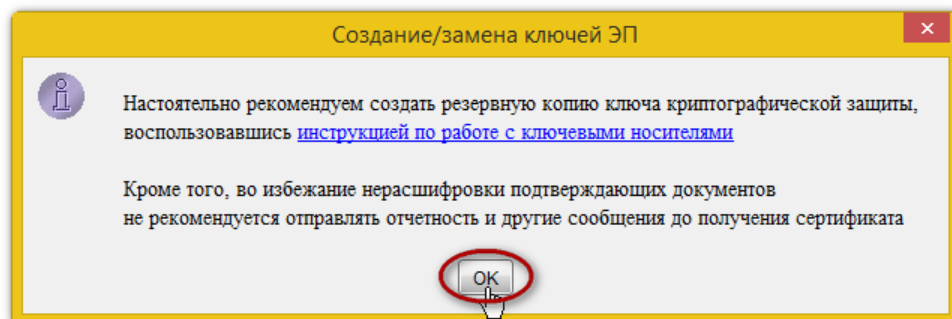 Создание/замена ключей ЭП
Настоятельно рекомендуем создать резервную копию ключа криптографической защиты,
воспользовавшись инструкцией по работе с ключевыми носителями
Кроме того, во избежание нерасшифровки подтверждающих документов
не рекомендуется отправлять отчетность и другие сообщения до получения сертификата
OK